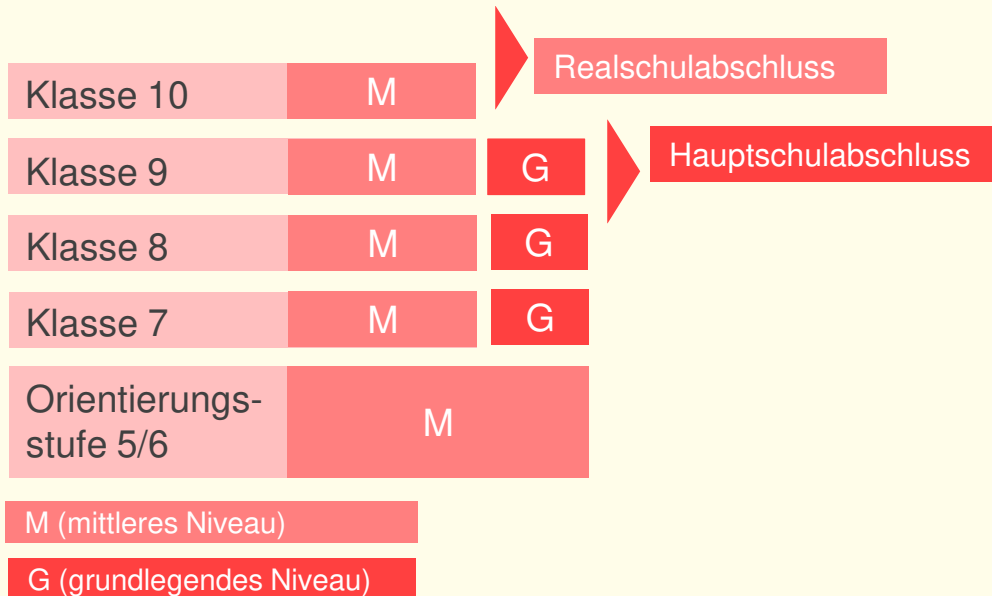 Realschulabschluss
Klasse 10 M
Hauptschulabschluss
Klasse 9 M G
Klasse 8 M G
Klasse 7 M G
Orientierungs-
stufe 5/6
M
M (mittleres Niveau)
G (grundlegendes Niveau)